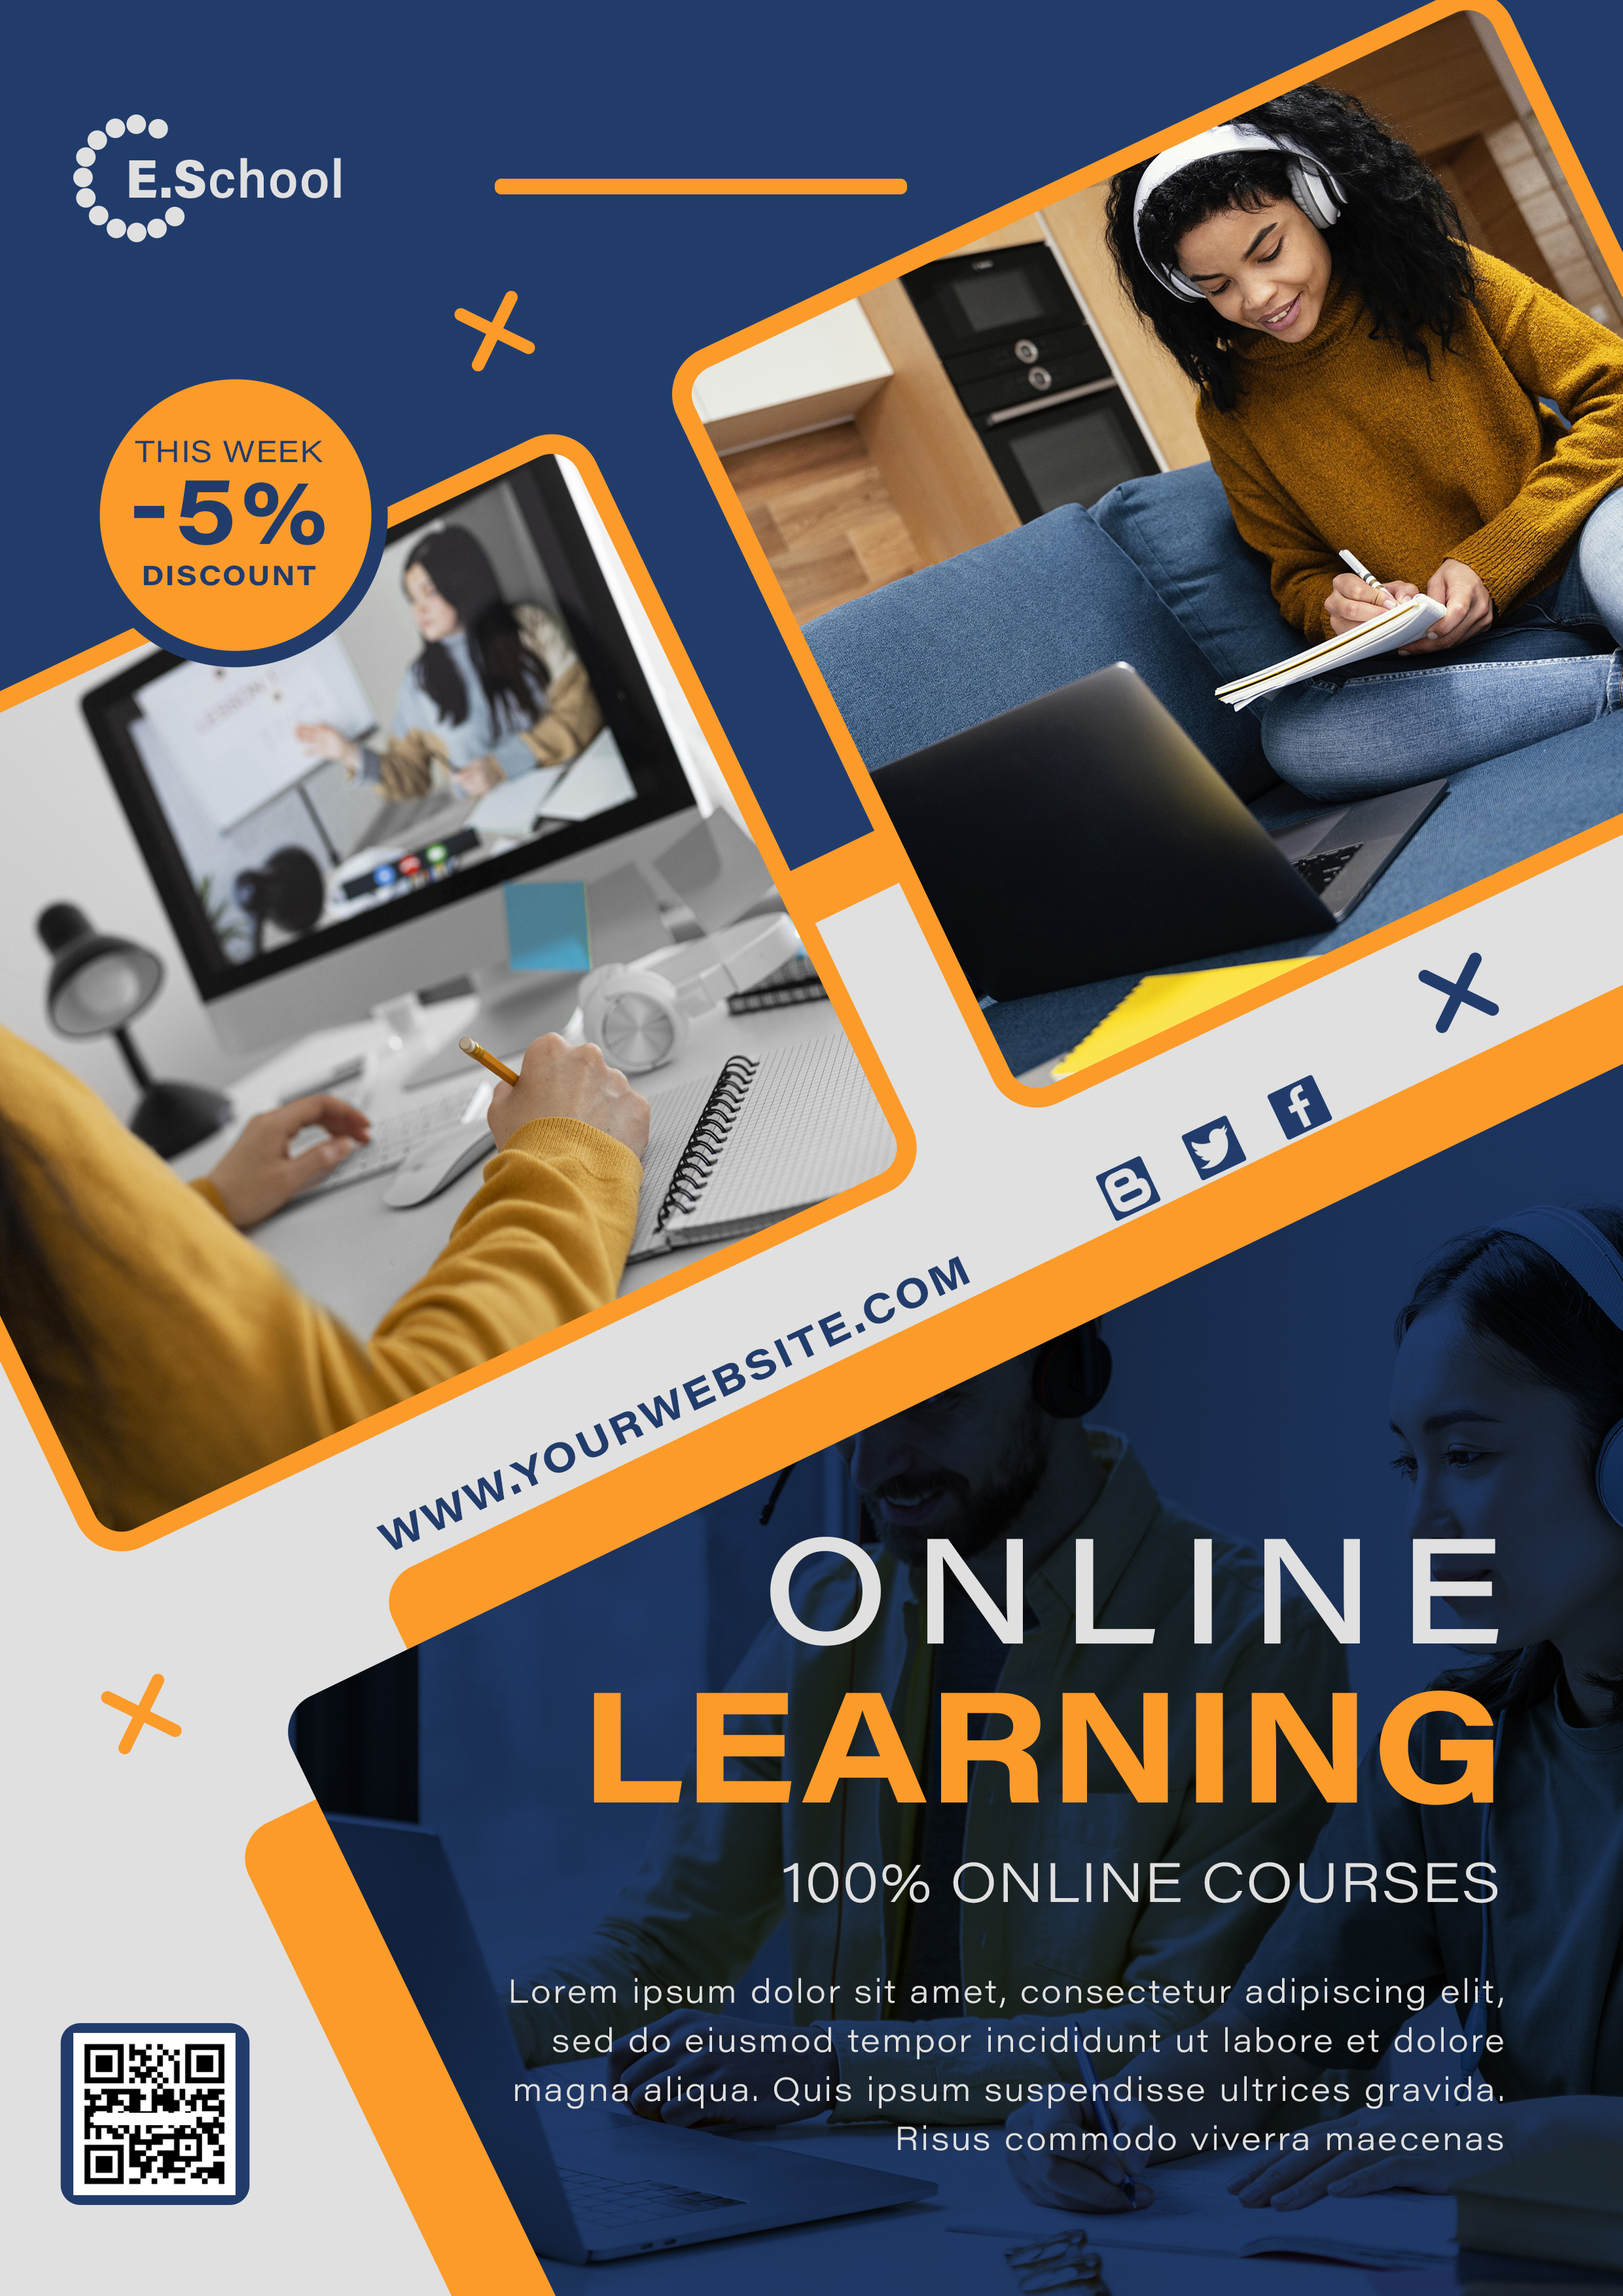 E.School
THIS WEEK
-5%
DISCOUNT
WWW.YOURWEBSITE.COM
ONLINE
LEARNING
100% ONLINE COURSES
Lorem ipsum dolor sit amet, consectetur adipiscing elit,
sed do eiusmod tempor incididunt ut labore et dolore
magna aliqua. Quis ipsum suspendisse ultrices gravida.
Risus commodo viverra maecenas